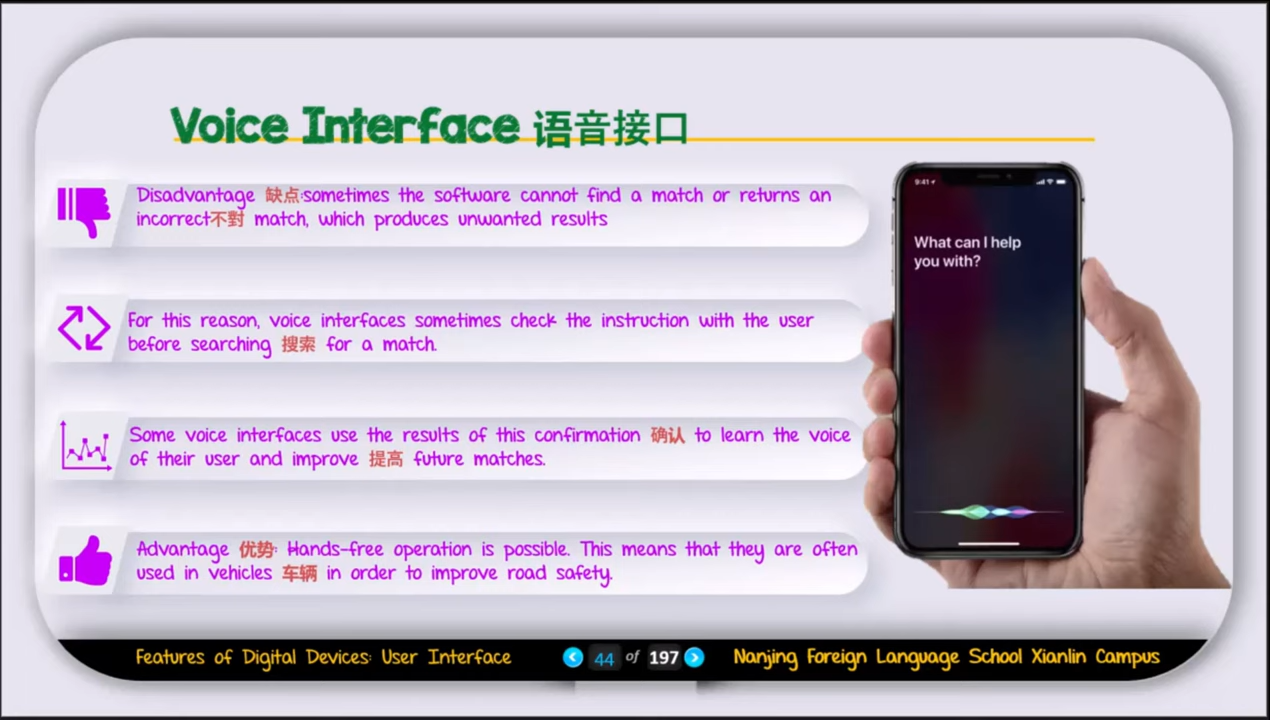 Voice Interface 语音接口
Disadvantage 缺点:sometimes the software cannot find a match or returns an
incorrect不對 match, which produces unwanted results
For this reason, voice interfaces sometimes check the instruction with the user
before searching 搜索 for a match.
Some voice interfaces use the results of this confirmation 确认 to learn the voice
of their user and improve 提高 future matches.
Advantage 优势: Hands-free operation is possible. This means that they are often
used in vehicles 车辆 in order to improve road safety.
9:41
What can I help
you with?
Features of Digital Devices: User Interface
44 of 197
Nanjing Foreign Language School Xianlin Campus